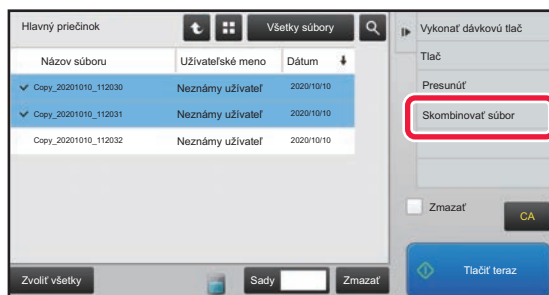 Hlavný priečinok
Všetky súbory
Názov súboru Užívateľské meno Dátum
Copy_20201010_112030 Neznámy užívateľ 2020/10/10
Copy_20201010_112031 Neznámy užívateľ 2020/10/10
Copy_20201010_112032 Neznámy užívateľ 2020/10/10
Zvoliť všetky
Sady
Zmazať
Vykonať dávkovú tlač
Tlač
Presunúť
Skombinovať súbor
Zmazať
CA
Tlačiť teraz